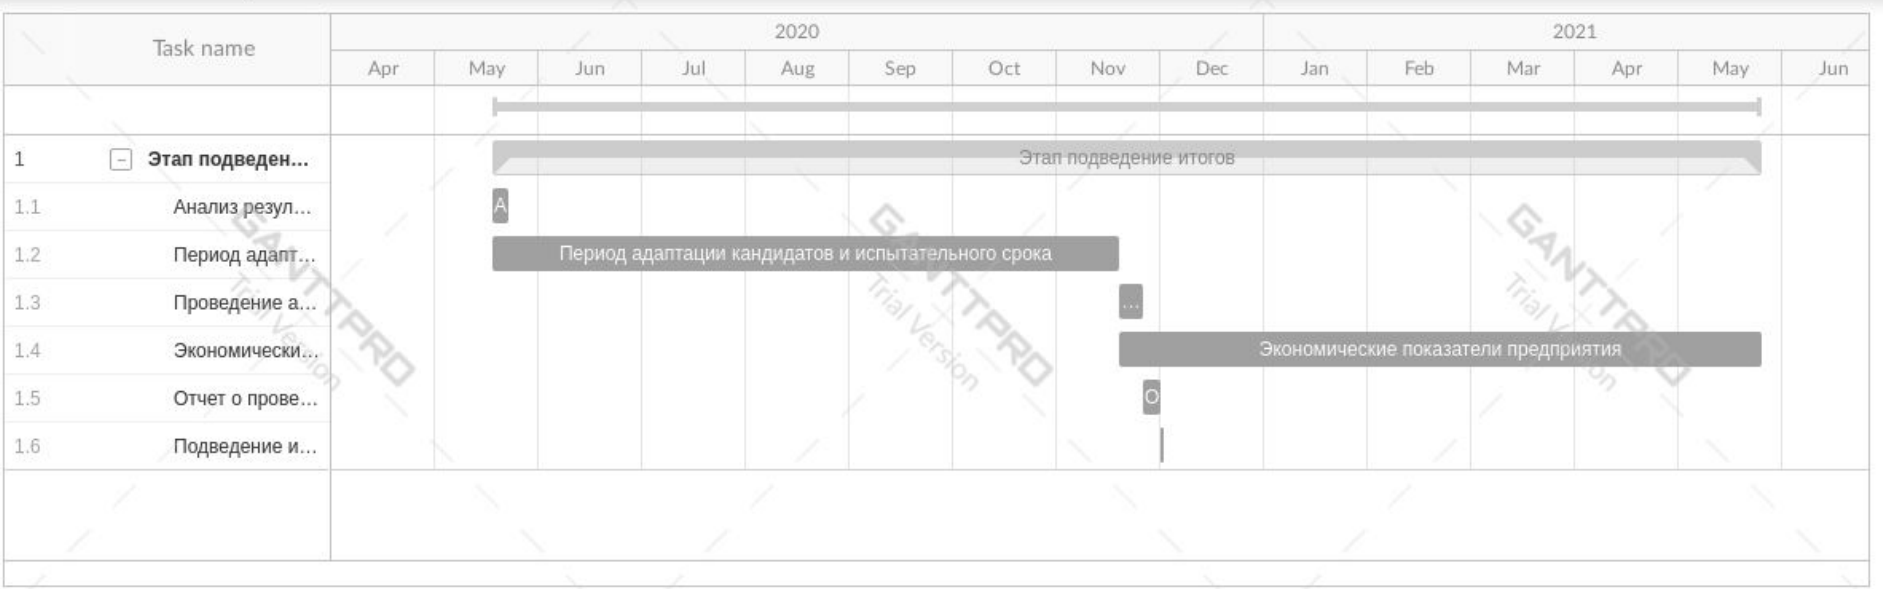 Task name
2020
2021
Apr May Jun Jul Aug Sep Oct Nov Dec Jan Feb Mar Apr May Jun
1 Этап подведен... Этап подведение итогов
1.1 Анализ резул... А
1.2 Период адапт... Период адаптации кандидатов и испытательного срока
1.3 Проведение а... ...
1.4 Экономически... Экономические показатели предприятия
1.5 Отчет о прове... О
1.6 Подведение и...
GANTTPRO
Trial Version
GANTTPRO
Trial Version
GANTTPRO
Trial Version